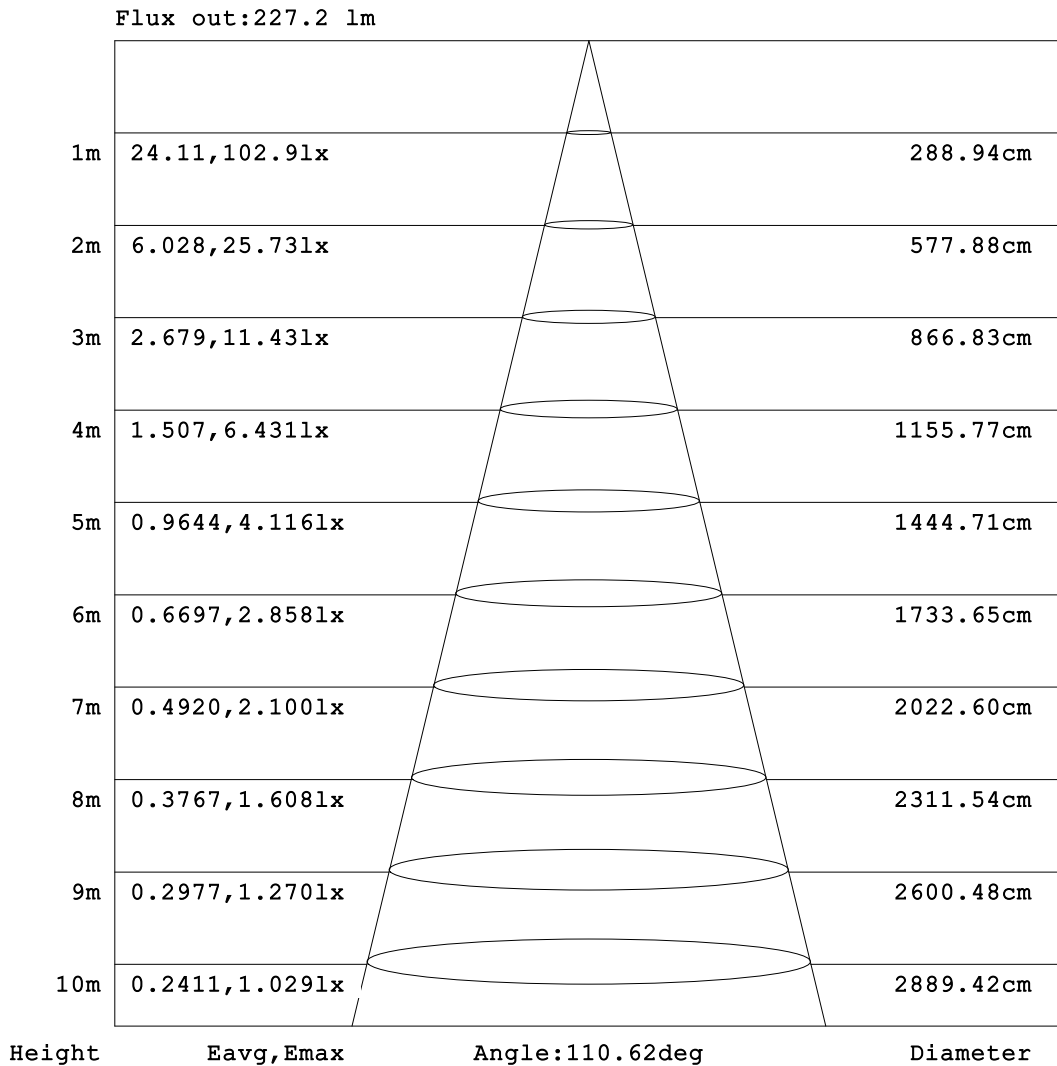 Flux out:227.2 lm
1m 24.11,102.9lx 288.94cm
2m 6.028,25.73lx 577.88cm
3m 2.679,11.43lx 866.83cm
4m 1.507,6.431lx 1155.77cm
5m 0.9644,4.116lx 1444.71cm
6m 0.6697,2.858lx 1733.65cm
7m 0.4920,2.100lx 2022.60cm
8m 0.3767,1.608lx 2311.54cm
9m 0.2977,1.270lx 2600.48cm
10m 0.2411,1.029lx 2889.42cm
Height Eavg,Emax Angle:110.62deg Diameter